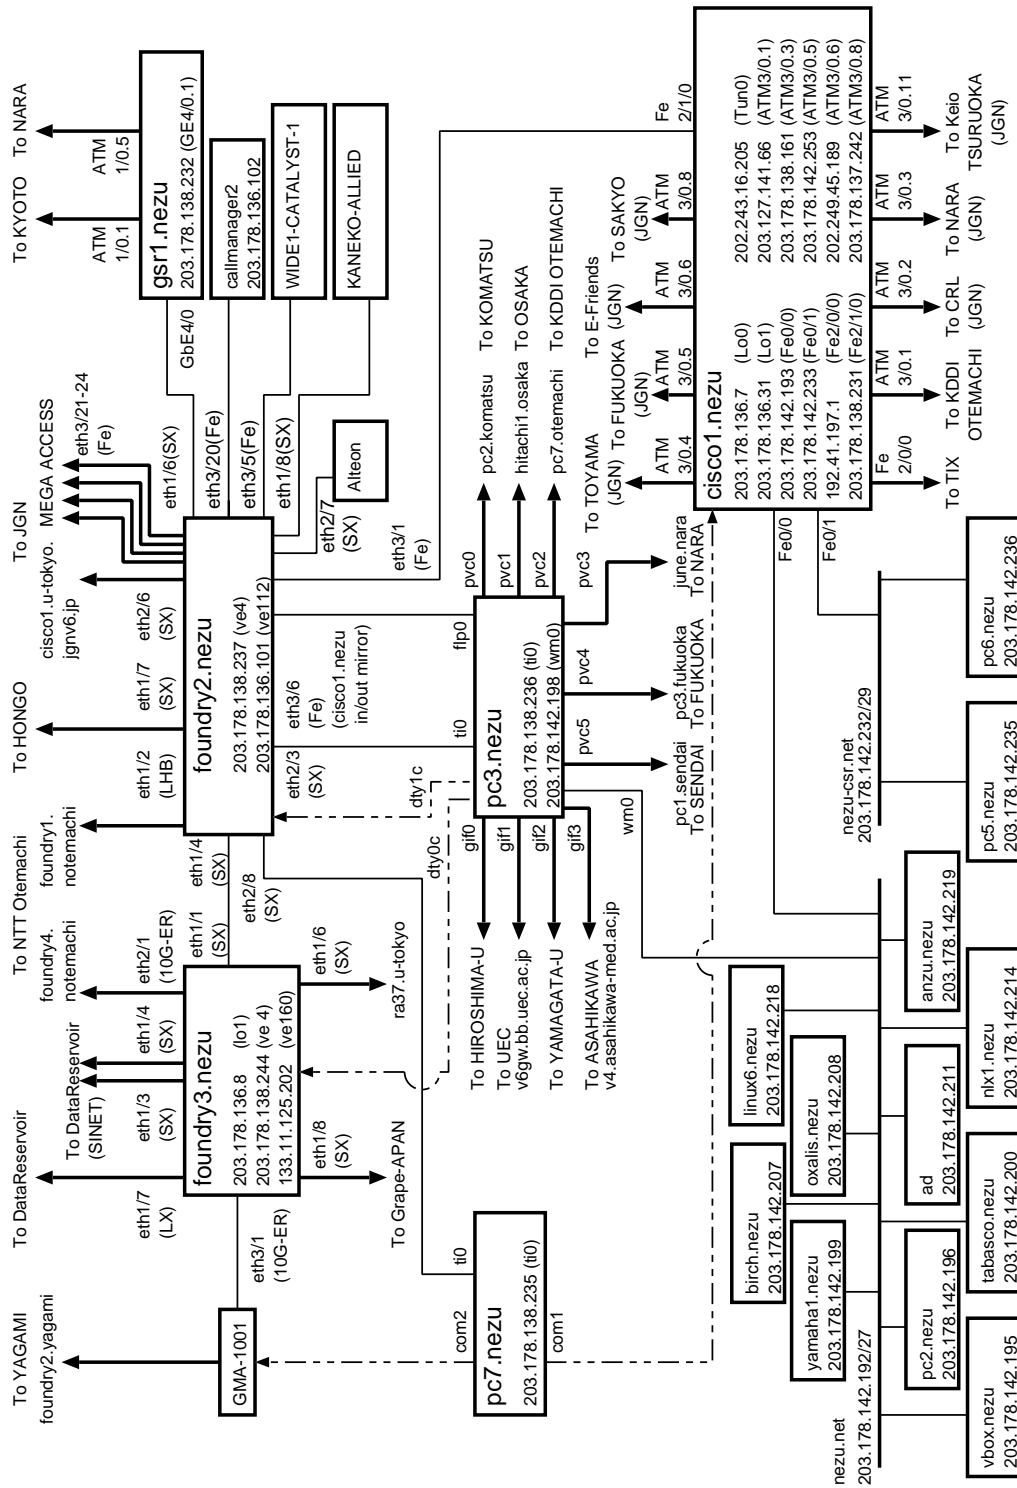 To YAGAMI
foundry2.yagami
To DataReservoir
To DataReservoir
(SINET)
To NTT Otemachi
foundry4.
notemachi
foundry1.
notemachi
To HONGO
To JGN
cisco1.u-tokyo.
jgnv6.jp
MEGA ACCESS
eth3/21-24
(Fe)
To KYOTO
To NARA
eth1/7
(LX)
eth1/3
(SX)
eth1/4
(SX)
eth2/1
(10G-ER)
eth1/1
(SX)
eth1/4
(SX)
eth1/2
(LHB)
eth1/7
(SX)
eth2/6
(SX)
eth1/6(SX)
eth3/20(Fe)
eth3/5(Fe)
eth1/8(SX)
eth2/7
(SX)
ATM
1/0.1
ATM
1/0.5
GbE4/0
gsr1.nezu
203.178.138.232 (GE4/0.1)
callmanager2
203.178.136.102
WIDE1-CATALYST-1
KANEKO-ALLIED
Alteon
GMA-1001
eth3/1
(10G-ER)
foundry3.nezu
203.178.136.8 (lo1)
203.178.138.244 (ve 4)
133.111.125.202 (ve160)
eth1/8
(SX)
To Grape-APAN
eth1/6
(SX)
ra37.u-tokyo
eth2/8
(SX)
foundry2.nezu
203.178.138.237 (ve4)
203.178.136.101 (ve112)
eth2/3
(SX)
eth3/6
(Fe)
(cisco1.nezu
in/out mirror)
eth3/1
(Fe)
pc7.nezu
203.178.138.235 (ti0)
com2
ti0
com1
dty0c
dty1c
ti0
flp0
pc3.nezu
203.178.138.236 (ti0)
203.178.142.198 (wm0)
gif0
gif1
gif2
gif3
To HIROSHIMA-U
To UEC
v6gw.bb.uec.ac.jp
To YAMAGATA-U
To ASAHIKAWA
v4.asahikawa-med.ac.jp
wm0
pvc5
pc1.sendai
To SENDAI
pvc4
pc3.fukuoka
To FUKUOKA
pvc3
june.nara
To NARA
pvc0
pc2.komatsu
To KOMATSU
pvc1
hitachi1.osaka
To OSAKA
pvc2
pc7.otemachi
To KDDI OTEMACHI
To TOYAMA
(JGN)
To FUKUOKA
(JGN)
To E-Friends
(JGN)
To SAKYO
(JGN)
ATM
3/0.4
ATM
3/0.5
ATM
3/0.6
ATM
3/0.8
Fe
2/1/0
cisco1.nezu
203.178.136.7 (Lo0)
203.178.136.31 (Lo1)
203.178.142.193 (Fe0/0)
203.178.142.233 (Fe0/1)
192.41.197.1 (Fe2/0/0)
203.178.138.231 (Fe2/1/0)
202.243.16.205 (Tun0)
203.127.141.66 (ATM3/0.1)
203.178.138.161 (ATM3/0.3)
203.178.142.253 (ATM3/0.5)
202.249.45.189 (ATM3/0.6)
203.178.137.242 (ATM3/0.8)
Fe0/0
Fe0/1
Fe
2/0/0
ATM
3/0.1
ATM
3/0.2
ATM
3/0.3
ATM
3/0.11
To TIX
To KDDI
OTEMACHI
To CRL
(JGN)
To NARA
(JGN)
To Keio
TSURUOKA
(JGN)
nezu-csr.net
203.178.142.232/29
pc5.nezu
203.178.142.235
pc6.nezu
203.178.142.236
nezu.net
203.178.142.192/27
birch.nezu
203.178.142.207
linux6.nezu
203.178.142.218
yamaha1.nezu
203.178.142.199
oxalis.nezu
203.178.142.208
pc2.nezu
203.178.142.196
ad
203.178.142.211
anzu.nezu
203.178.142.219
vbox.nezu
203.178.142.195
tabasco.nezu
203.178.142.200
nlx1.nezu
203.178.142.214